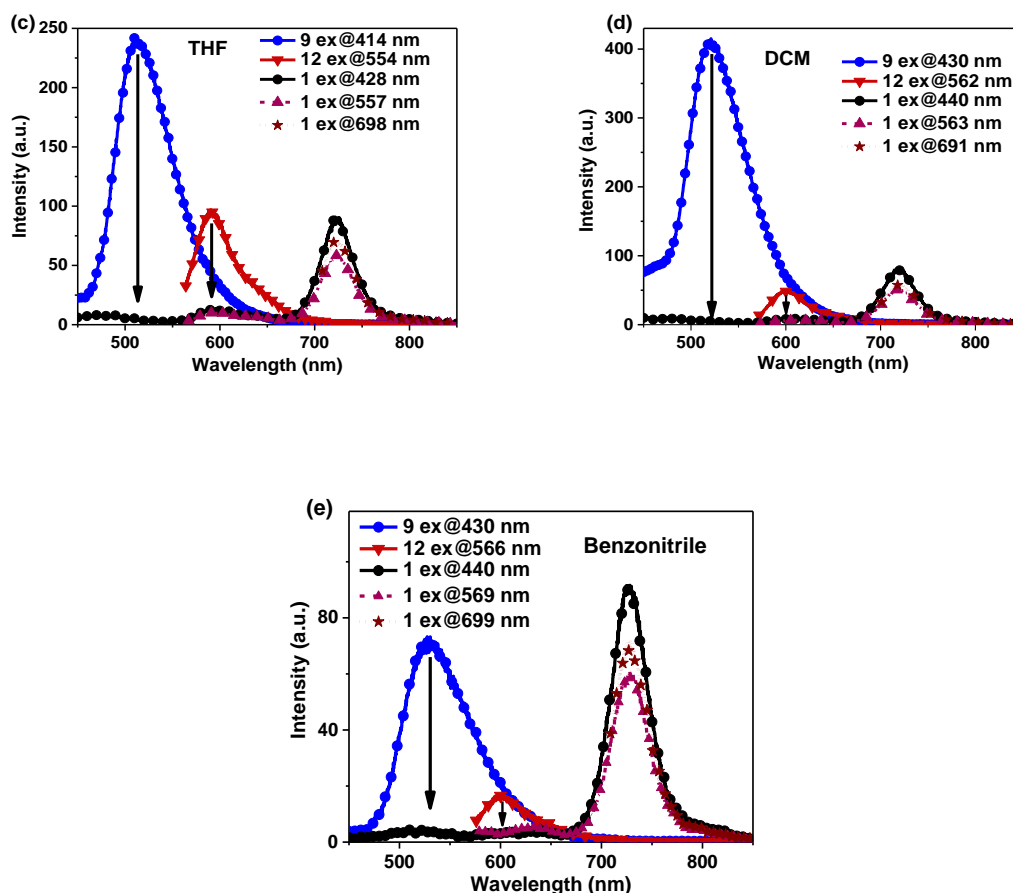 (c)
THF
9 ex@414 nm
12 ex@554 nm
1 ex@428 nm
1 ex@557 nm
1 ex@698 nm
Intensity (a.u.)
250
200
150
100
50
0
500 600 700 800
Wavelength (nm)
(d)
DCM
9 ex@430 nm
12 ex@562 nm
1 ex@440 nm
1 ex@563 nm
1 ex@691 nm
Intensity (a.u.)
400
300
200
100
0
500 600 700 800
Wavelength (nm)
(e)
Benzonitrile
9 ex@430 nm
12 ex@566 nm
1 ex@440 nm
1 ex@569 nm
1 ex@699 nm
Intensity (a.u.)
80
40
0
500 600 700 800
Wavelength (nm)